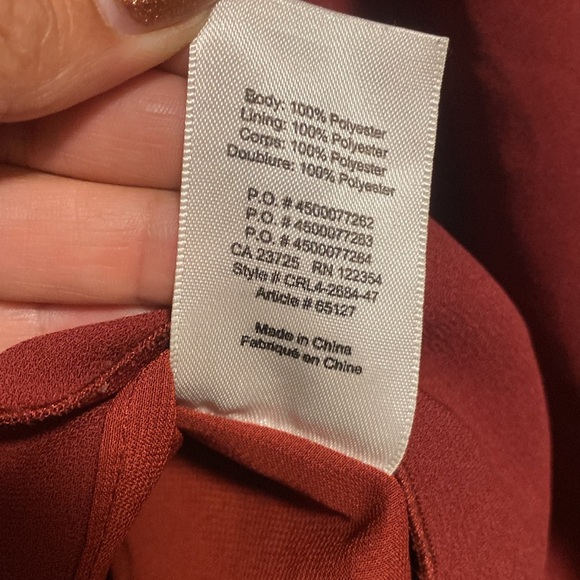 Body: 100% Polyester
Lining: 100% Polyester
Corps: 100% Polyester
Doublure: 100% Polyester
P.O. # 4500077262
P.O. # 4500077263
P.O. # 4500077264
CA 23725 RN 122354
Style # CRL4-2684-47
Article # 65127
Made in China
Fabriqué en Chine